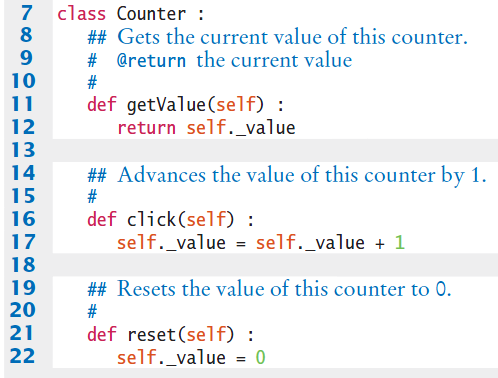 7 class Counter :
8 ## Gets the current value of this counter.
9 # @return the current value
10 #
11 def getValue(self) :
12 return self._value
13
14 ## Advances the value of this counter by 1.
15 #
16 def click(self) :
17 self._value = self._value + 1
18
19 ## Resets the value of this counter to 0.
20 #
21 def reset(self) :
22 self._value = 0